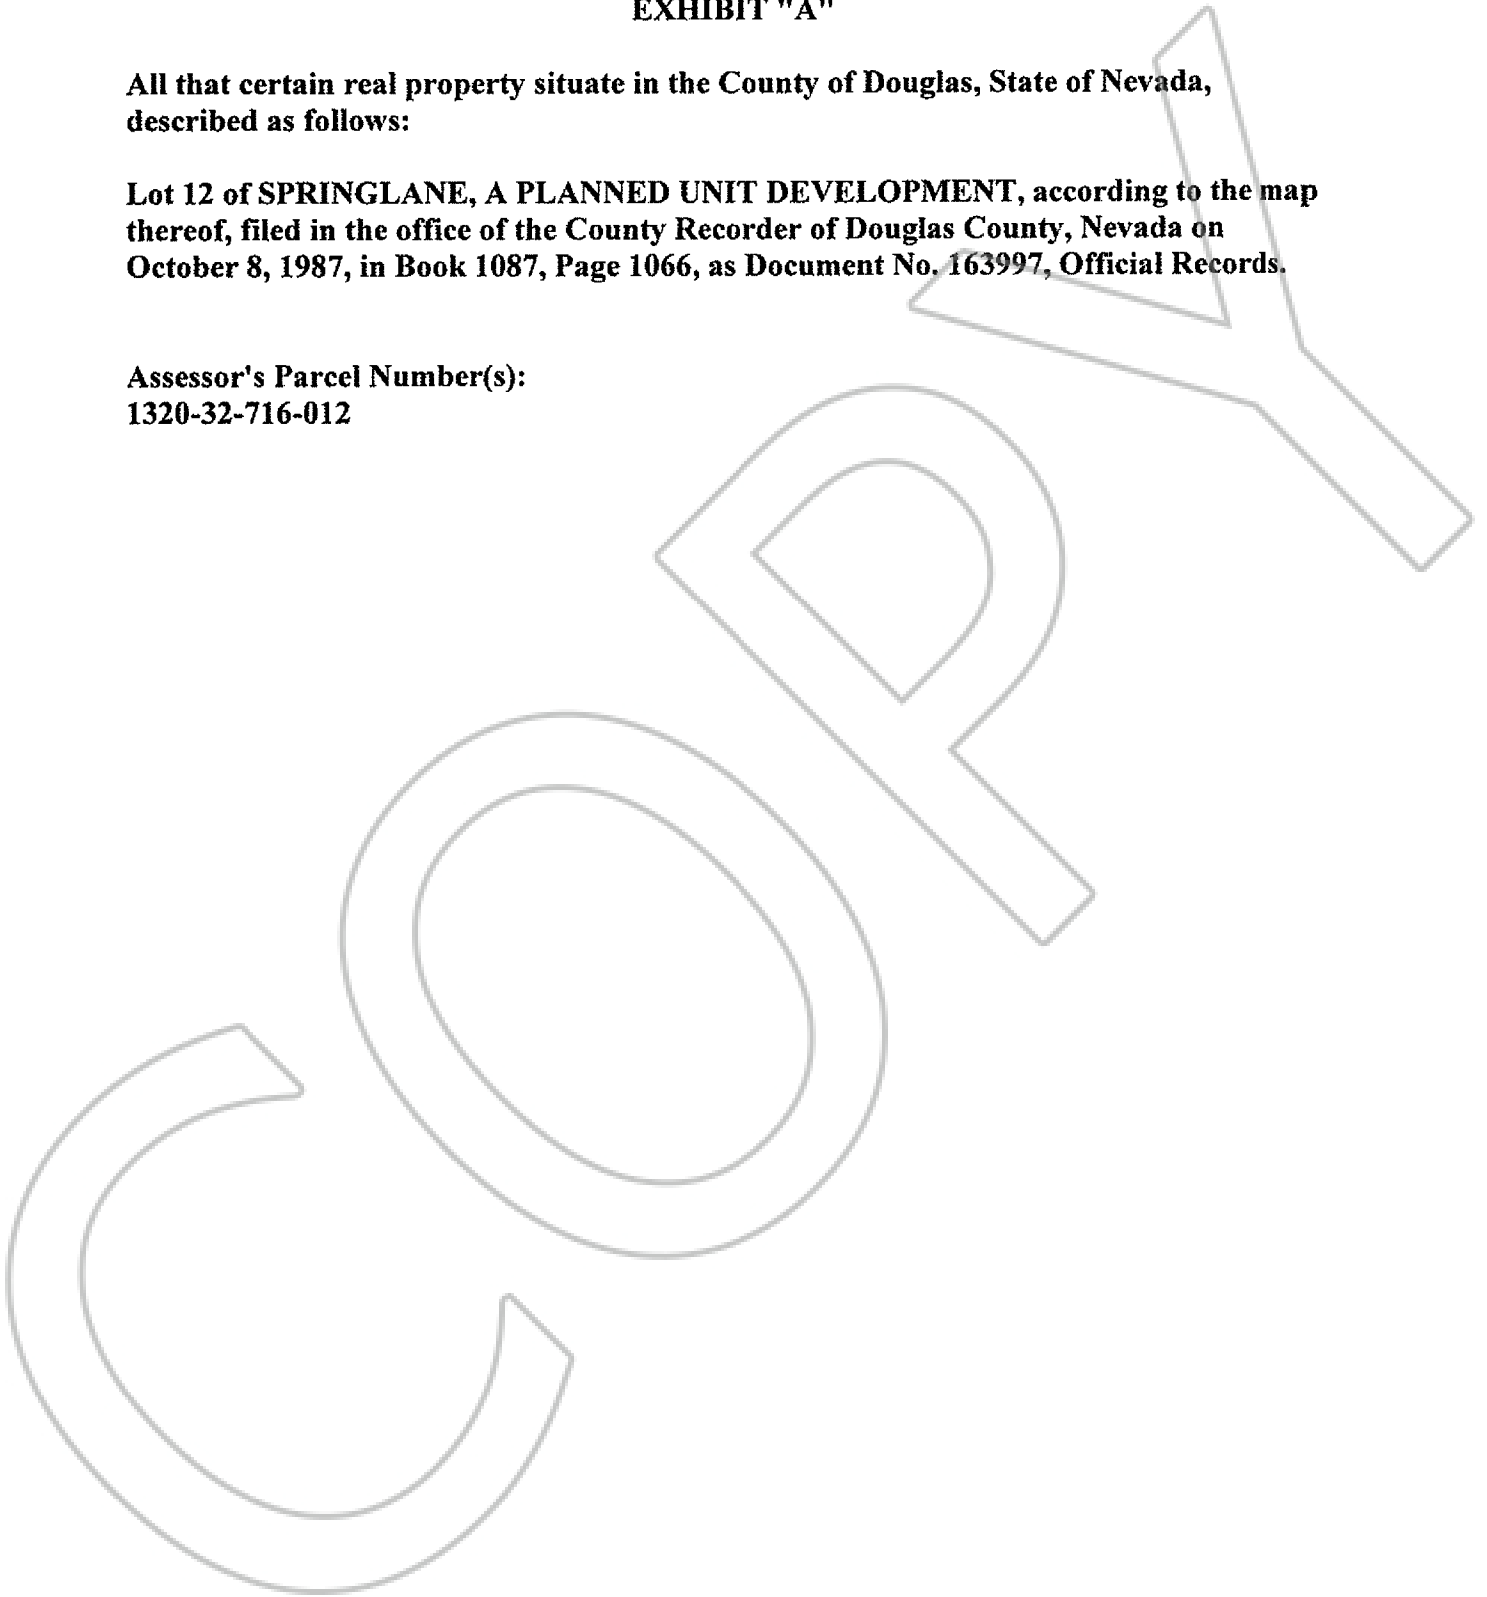 EXHIBIT "A"
All that certain real property situate in the County of Douglas, State of Nevada,
described as follows:
Lot 12 of SPRINGLANE, A PLANNED UNIT DEVELOPMENT, according to the map
thereof, filed in the office of the County Recorder of Douglas County, Nevada on
October 8, 1987, in Book 1087, Page 1066, as Document No. 163997, Official Records.
Assessor's Parcel Number(s):
1320-32-716-012
COPY